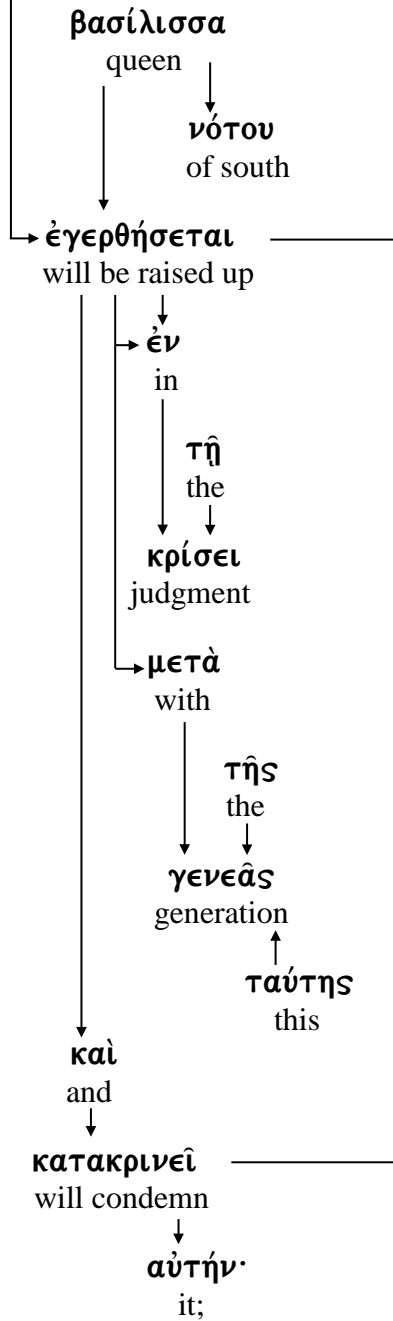 βασίλισσα
queen
νότου
of south
ἐγερθήσεται
will be raised up
ἐν
in
τῇ
the
κρίσει
judgment
μετὰ
with
τῆς
the
γενεᾶς
generation
ταύτης
this
καὶ
and
κατακρινεῖ
will condemn
αὐτήν·
it;